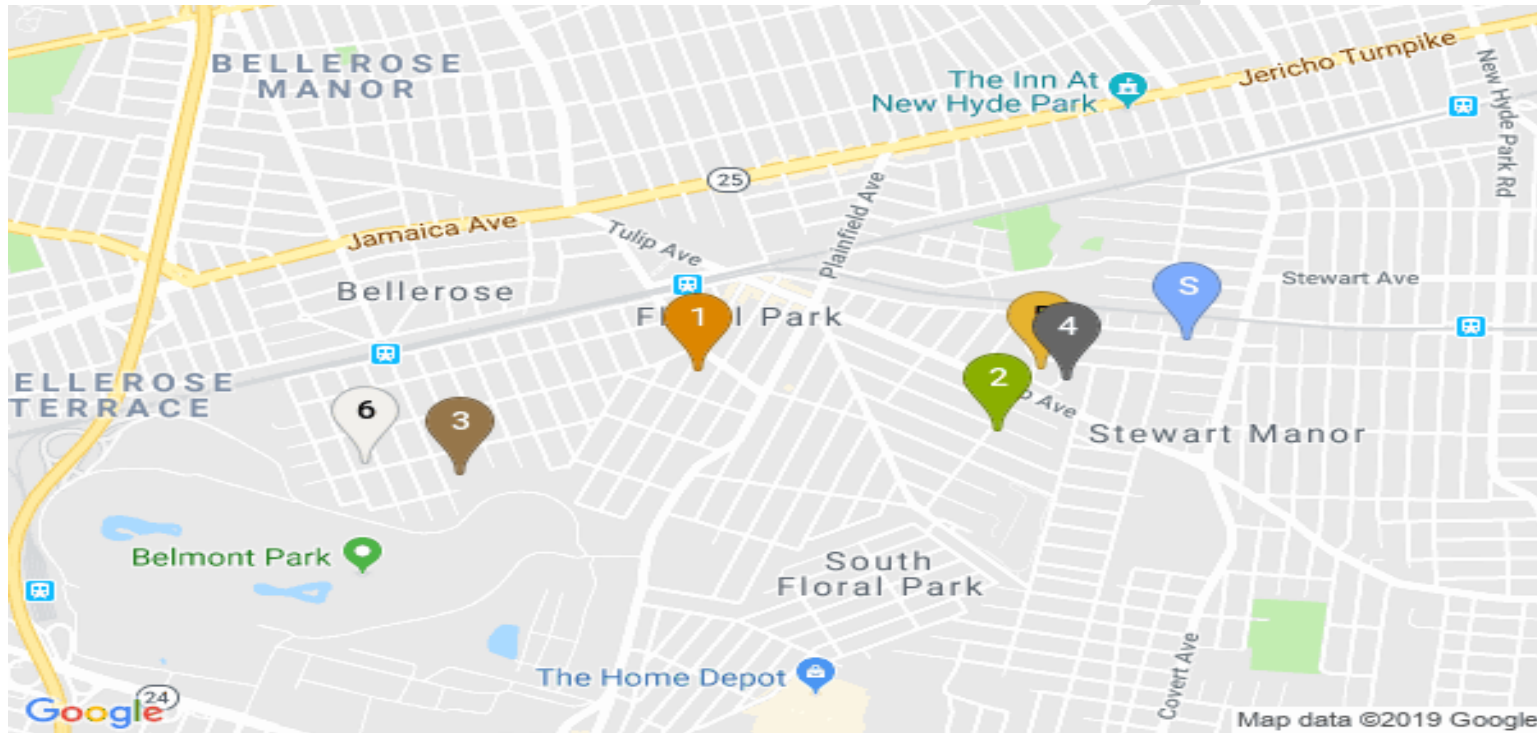 BELLEROSE
MANOR
The Inn At
New Hyde Park
Jericho Turnpike
New Hyde Park Rd
25
Plainfield Ave
Jamaica Ave
Tulip Ave
Bellerose
Stewart Ave
S
1
Park
4
2
Ave
ELLEROSE
TERRACE
6
3
Stewart Manor
Belmont Park
South
Floral Park
The Home Depot
Covert Ave
24
Google
Map data ©2019 Google